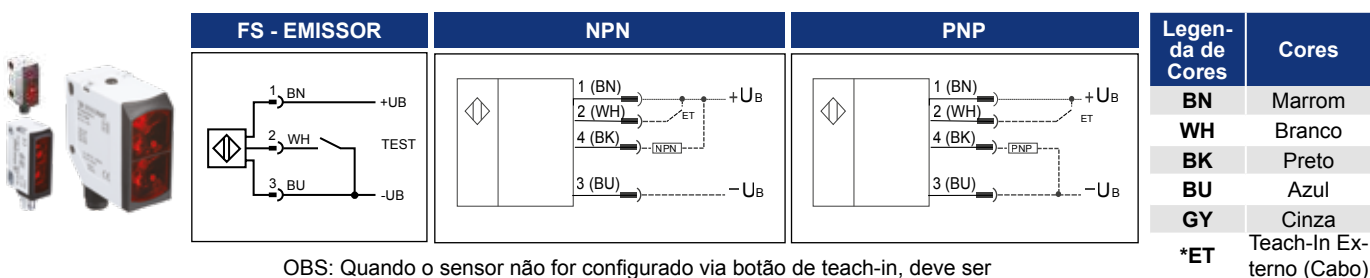 FS - EMISSOR
1 BN
+UB
2 WH
TEST
3 BU
-UB
NPN
1 (BN)
+UB
2 (WH)
ET
4 (BK)
NPN
3 (BU)
−UB
PNP
1 (BN)
+UB
2 (WH)
ET
4 (BK)
PNP
3 (BU)
−UB
Legen-
da de
Cores
Cores
BN Marrom
WH Branco
BK Preto
BU Azul
GY Cinza
*ET Teach-In Ex-
terno (Cabo)
OBS: Quando o sensor não for configurado via botão de teach-in, deve ser